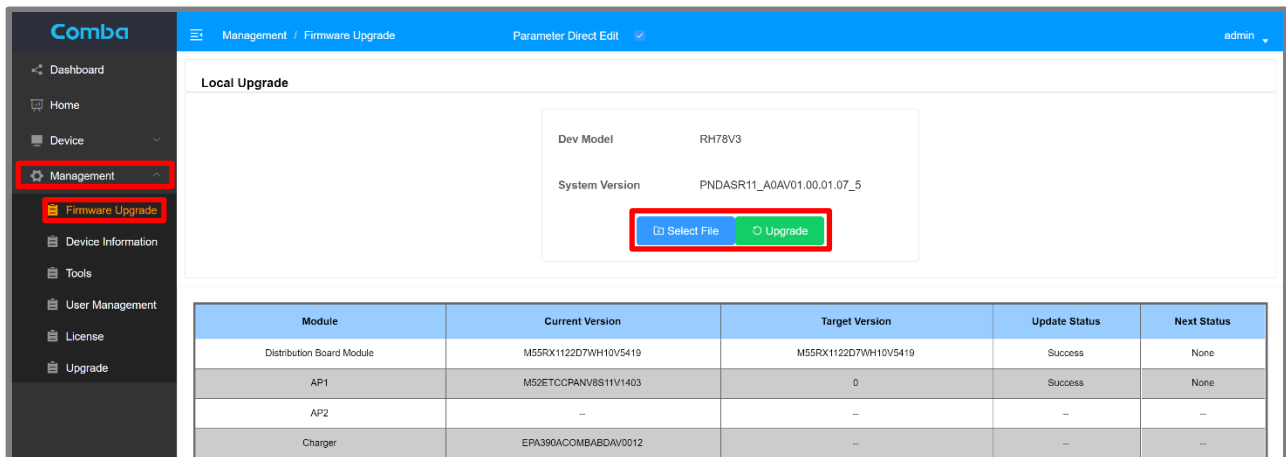 Comba
Management / Firmware Upgrade
Parameter Direct Edit
admin
Dashboard
Home
Device
Management
Firmware Upgrade
Device Information
Tools
User Management
License
Upgrade
Local Upgrade
Dev Model RH78V3
System Version PNDASR11_A0AV01.00.01.07_5
Select File Upgrade
Module Current Version Target Version Update Status Next Status
Distribution Board Module M55RX1122D7WH10V5419 M55RX1122D7WH10V5419 Success None
AP1 M52ETCCPANV8S11V1403 0 Success None
AP2 -- -- -- --
Charger EPA390ACOMBABDAV0012 -- -- --